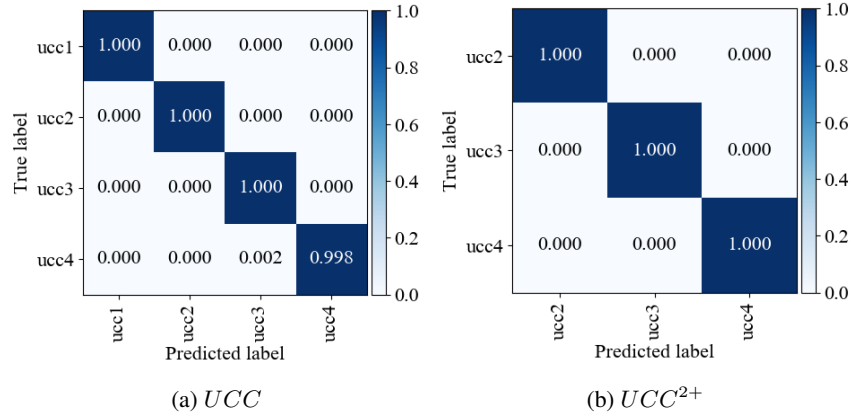 ucc1 1.000 0.000 0.000 0.000
ucc2 0.000 1.000 0.000 0.000
ucc3 0.000 0.000 1.000 0.000
ucc4 0.000 0.000 0.002 0.998
True label
ucc1 ucc2 ucc3 ucc4
Predicted label
1.0
0.8
0.6
0.4
0.2
0.0
(a) UCC
ucc2 1.000 0.000 0.000
ucc3 0.000 1.000 0.000
ucc4 0.000 0.000 1.000
True label
ucc2 ucc3 ucc4
Predicted label
1.0
0.8
0.6
0.4
0.2
0.0
(b) UCC²⁺